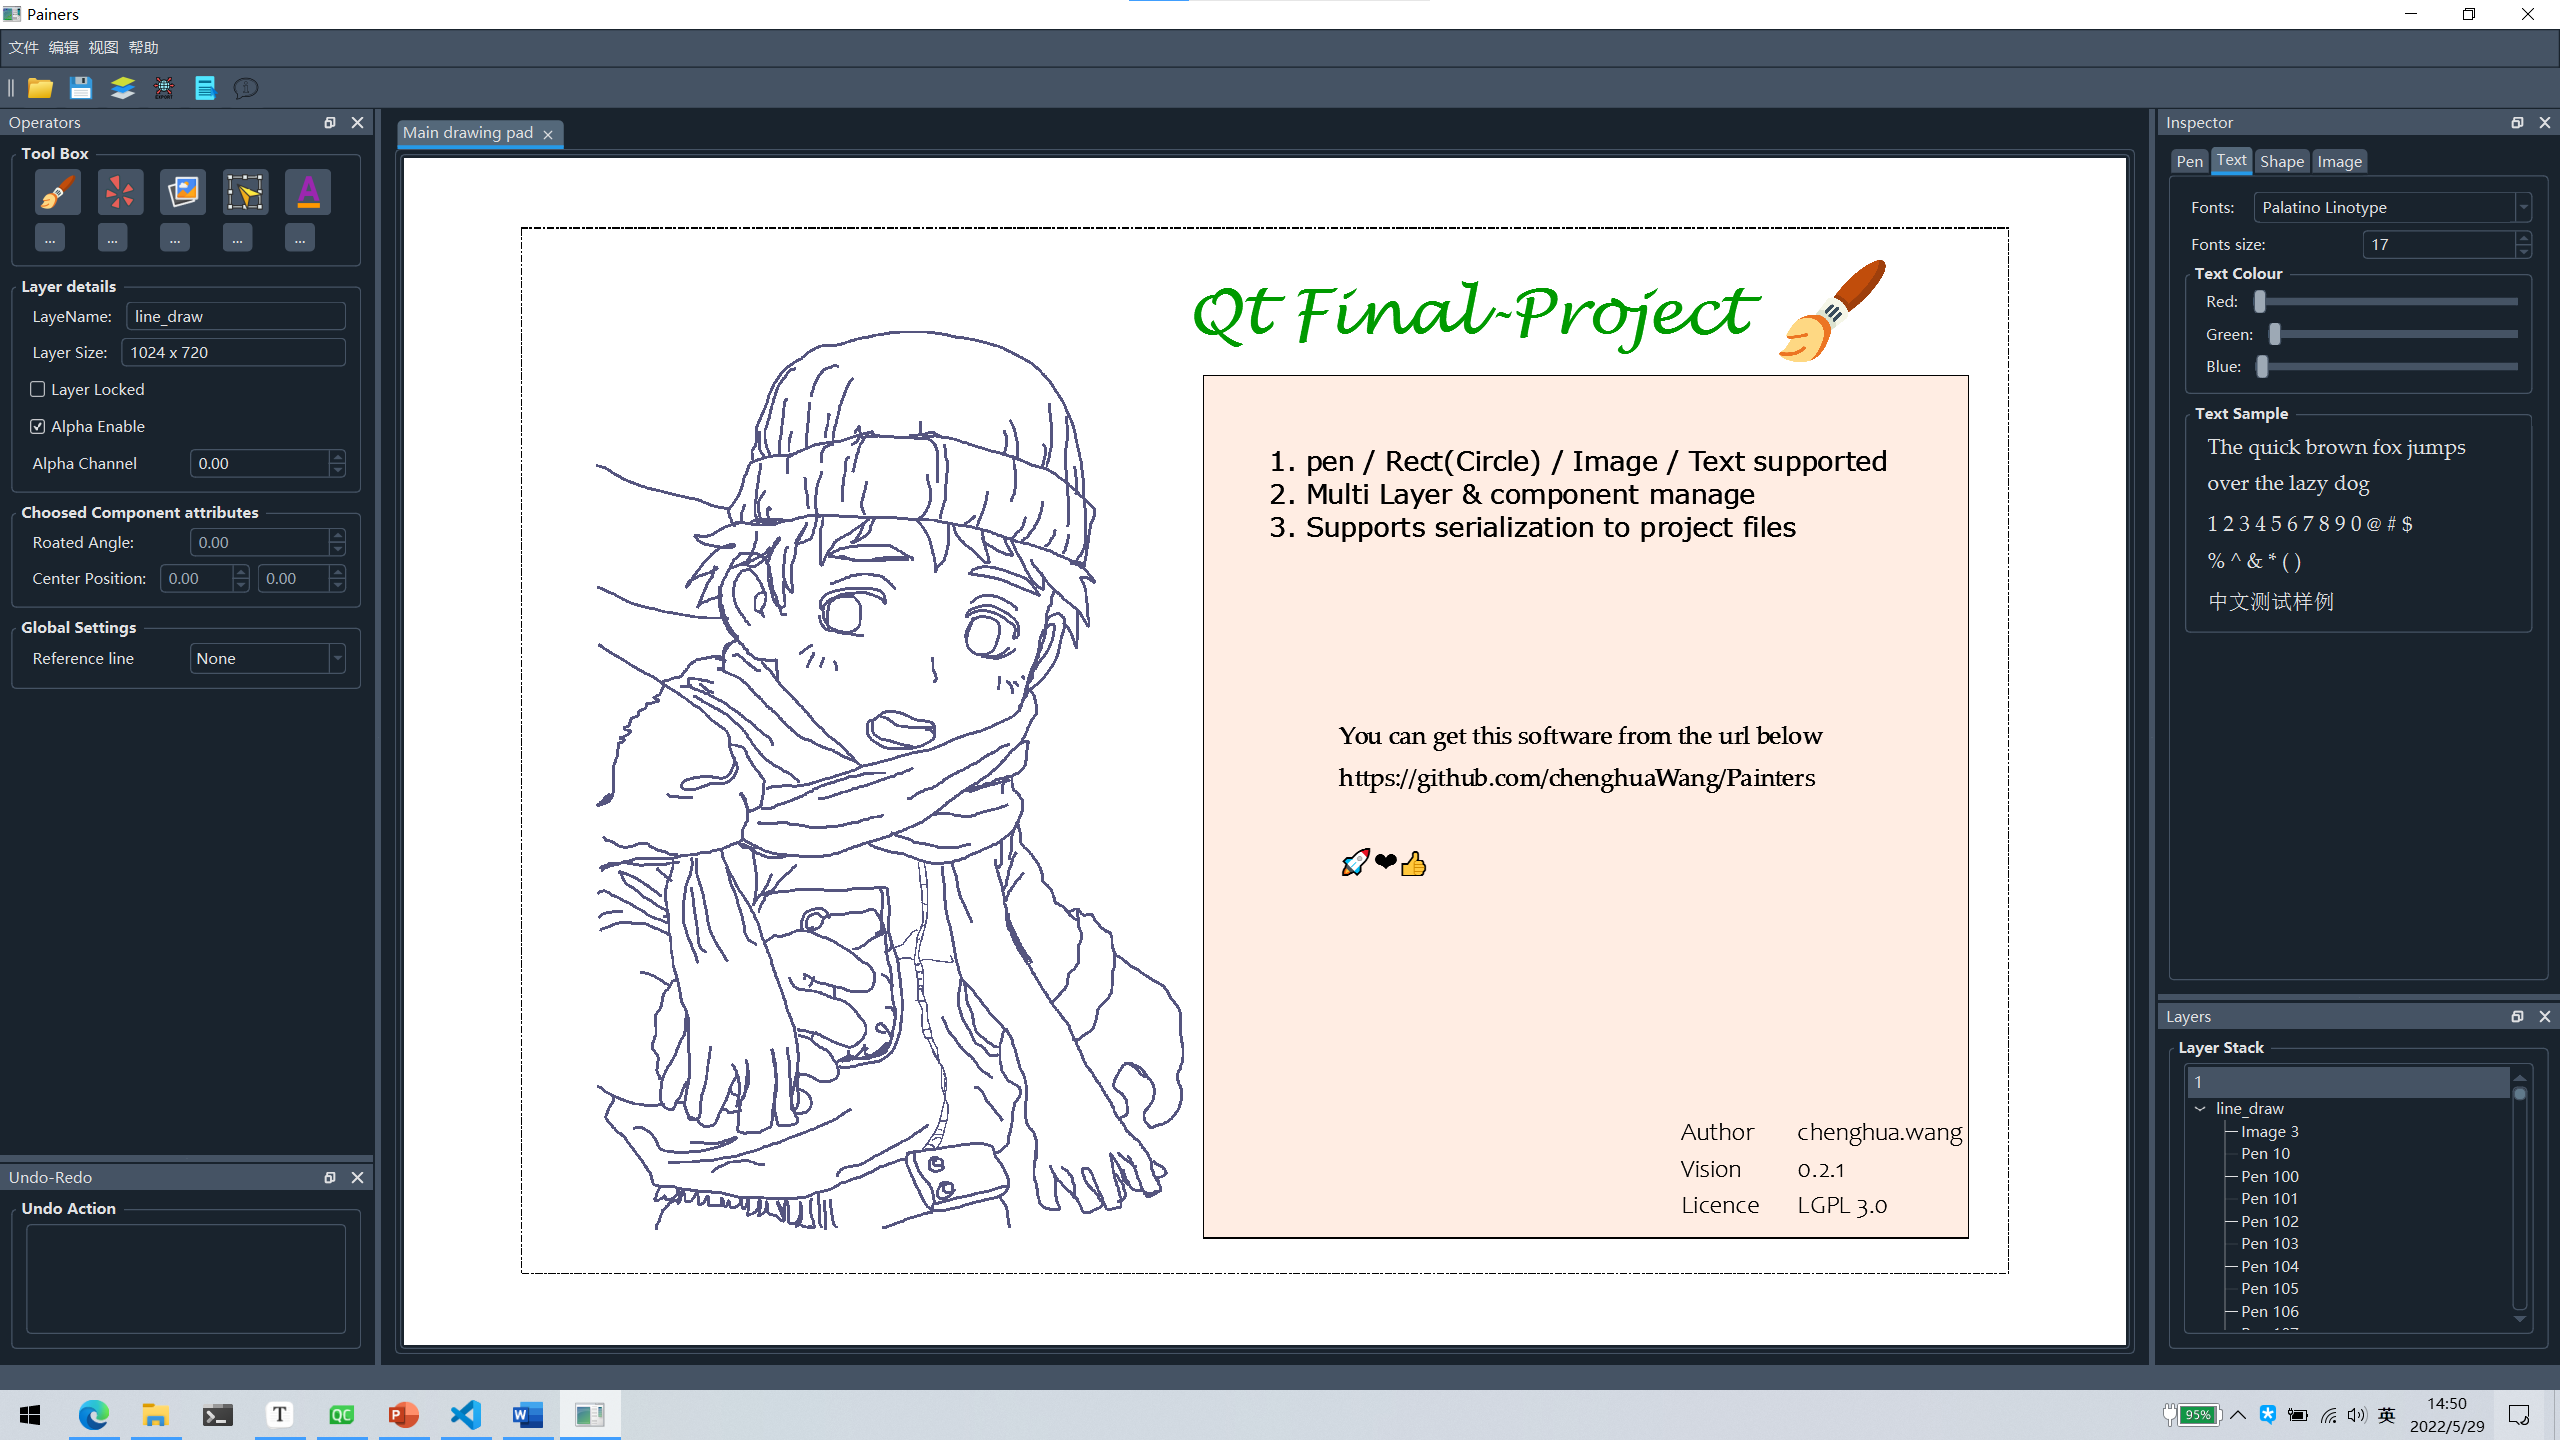 Painers
文件 编辑 视图 帮助
Operators
Tool Box
... ... ... ... ...
Layer details
LayeName: line_draw
Layer Size: 1024 x 720
Layer Locked
Alpha Enable
Alpha Channel 0.00
Choosed Component attributes
Roated Angle: 0.00
Center Position: 0.00 0.00
Global Settings
Reference line None
Undo-Redo
Undo Action
Main drawing pad
Qt Final-Project
1. pen / Rect(Circle) / Image / Text supported
2. Multi Layer & component manage
3. Supports serialization to project files
You can get this software from the url below
https://github.com/chenghuaWang/Painters
🚀❤👍
Author chenghua.wang
Vision 0.2.1
Licence LGPL 3.0
Inspector
Pen Text Shape Image
Fonts: Palatino Linotype
Fonts size: 17
Text Colour
Red:
Green:
Blue:
Text Sample
The quick brown fox jumps
over the lazy dog
1 2 3 4 5 6 7 8 9 0 @ # $
% ^ & * ( )
中文测试样例
Layers
Layer Stack
1
line_draw
Image 3
Pen 10
Pen 100
Pen 101
Pen 102
Pen 103
Pen 104
Pen 105
Pen 106
95% 英 14:50
2022/5/29